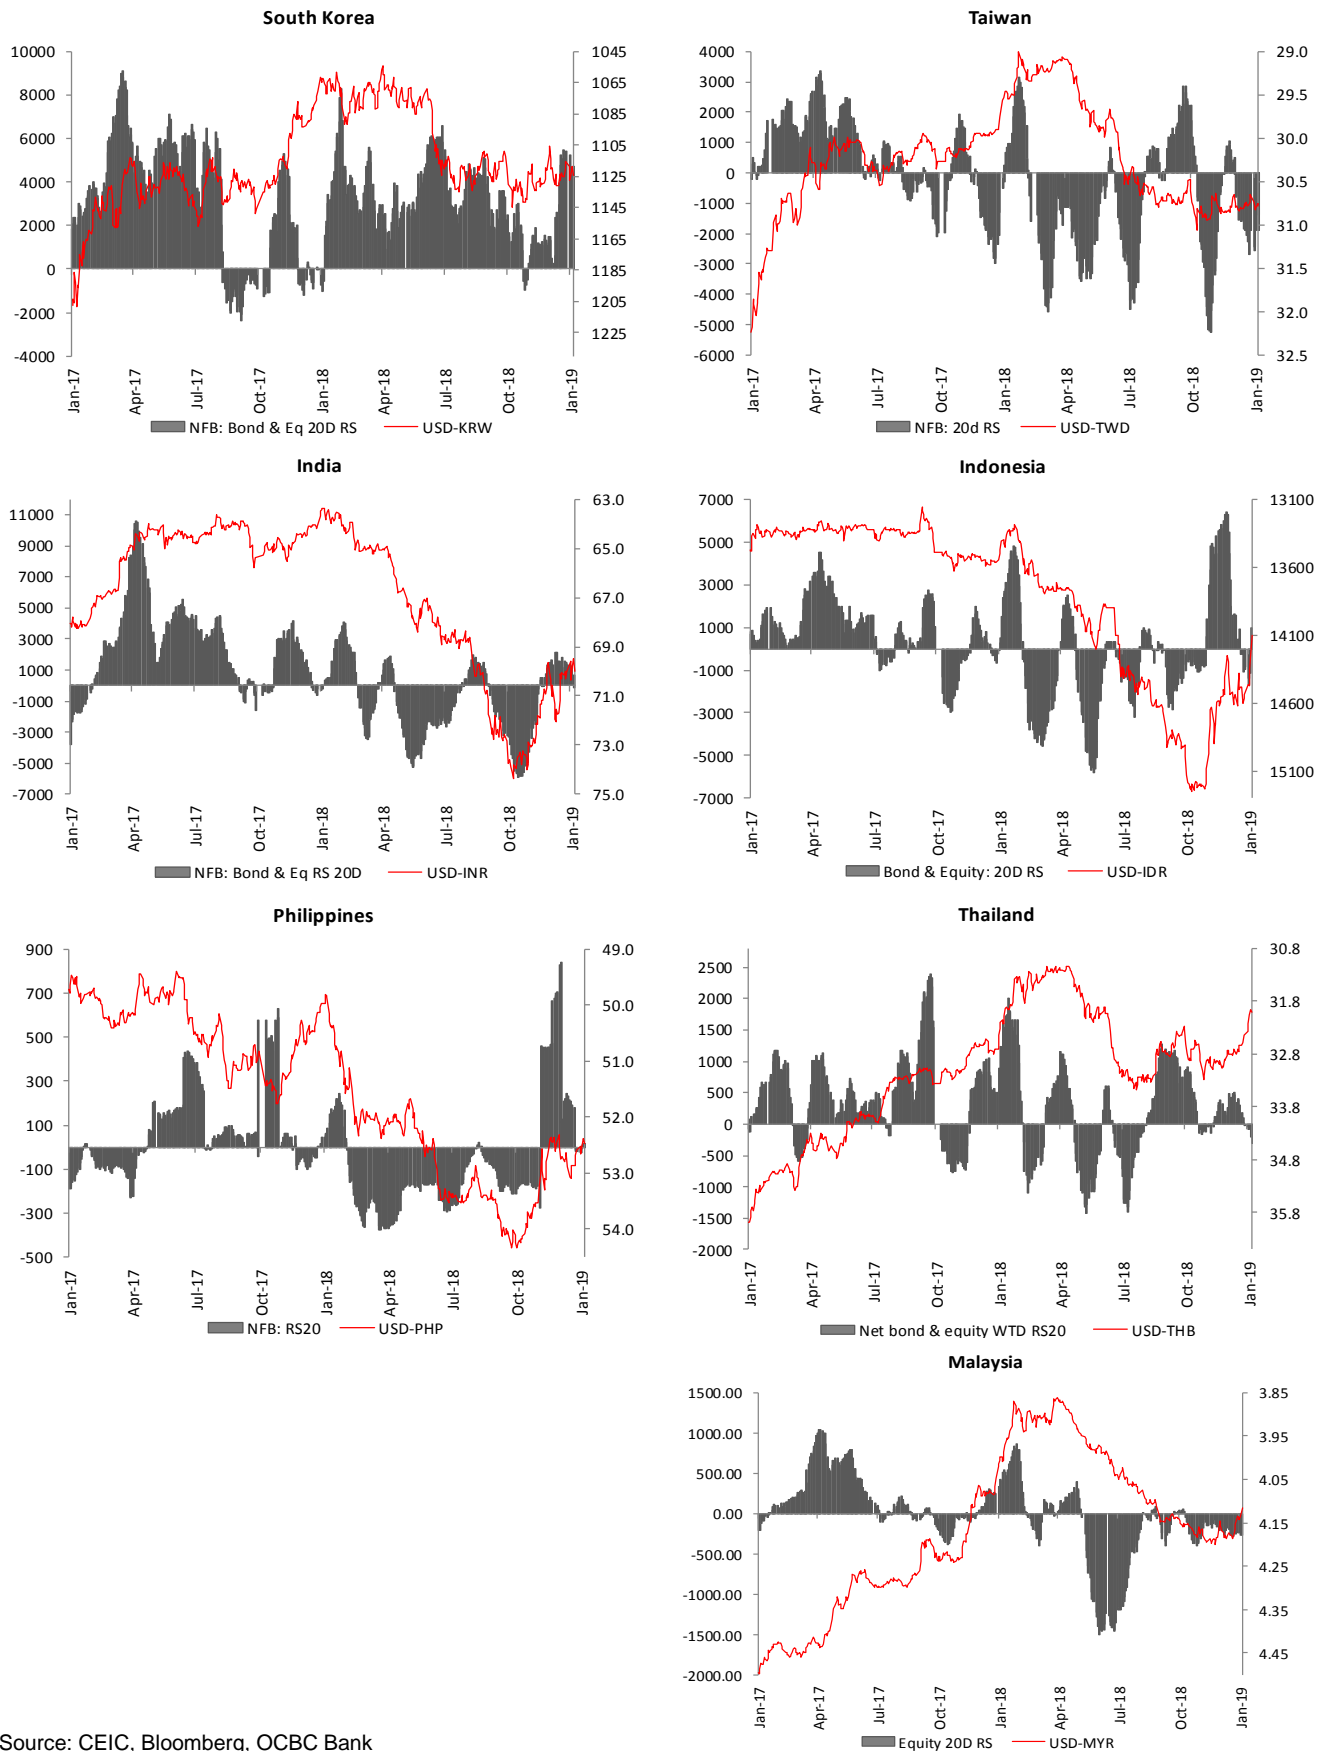 South Korea
10000
8000
6000
4000
2000
0
-2000
-4000
1045
1065
1085
1105
1125
1145
1165
1185
1205
1225
Jan-17
Apr-17
Jul-17
Oct-17
Jan-18
Apr-18
Jul-18
Oct-18
Jan-19
NFB: Bond & Eq 20D RS USD-KRW
Taiwan
4000
3000
2000
1000
0
-1000
-2000
-3000
-4000
-5000
-6000
29.0
29.5
30.0
30.5
31.0
31.5
32.0
32.5
Jan-17
Apr-17
Jul-17
Oct-17
Jan-18
Apr-18
Jul-18
Oct-18
Jan-19
NFB: 20d RS USD-TWD
India
11000
9000
7000
5000
3000
1000
-1000
-3000
-5000
-7000
63.0
65.0
67.0
69.0
71.0
73.0
75.0
Jan-17
Apr-17
Jul-17
Oct-17
Jan-18
Apr-18
Jul-18
Oct-18
Jan-19
NFB: Bond & Eq RS 20D USD-INR
Indonesia
7000
5000
3000
1000
-1000
-3000
-5000
-7000
13100
13600
14100
14600
15100
Jan-17
Apr-17
Jul-17
Oct-17
Jan-18
Apr-18
Jul-18
Oct-18
Jan-19
Bond & Equity: 20D RS USD-IDR
Philippines
900
700
500
300
100
-100
-300
-500
49.0
50.0
51.0
52.0
53.0
54.0
Jan-17
Apr-17
Jul-17
Oct-17
Jan-18
Apr-18
Jul-18
Oct-18
Jan-19
NFB: RS20 USD-PHP
Thailand
2500
2000
1500
1000
500
0
-500
-1000
-1500
-2000
30.8
31.8
32.8
33.8
34.8
35.8
Jan-17
Apr-17
Jul-17
Oct-17
Jan-18
Apr-18
Jul-18
Oct-18
Jan-19
Net bond & equity WTD RS20 USD-THB
Malaysia
1500.00
1000.00
500.00
0.00
-500.00
-1000.00
-1500.00
-2000.00
3.85
3.95
4.05
4.15
4.25
4.35
4.45
Jan-17
Apr-17
Jul-17
Oct-17
Jan-18
Apr-18
Jul-18
Oct-18
Jan-19
Equity 20D RS USD-MYR
Source: CEIC, Bloomberg, OCBC Bank